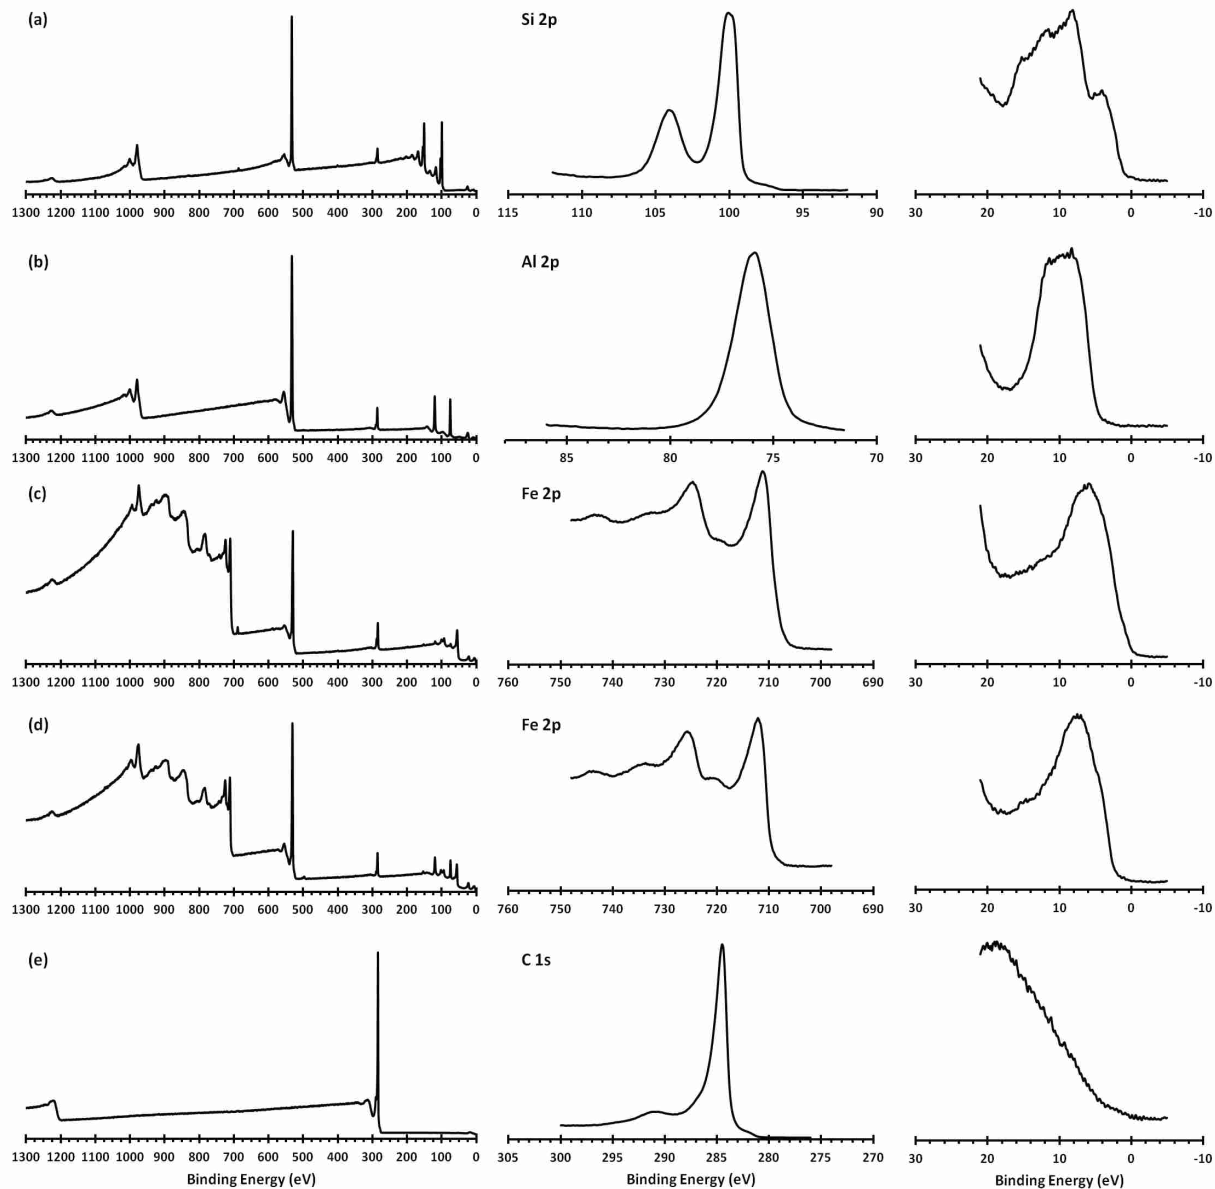 (a) Si 2p
1300 1200 1100 1000 900 800 700 600 500 400 300 200 100 0 115 110 105 100 95 90 30 20 10 0 -10
(b) Al 2p
1300 1200 1100 1000 900 800 700 600 500 400 300 200 100 0 85 80 75 70 30 20 10 0 -10
(c) Fe 2p
1300 1200 1100 1000 900 800 700 600 500 400 300 200 100 0 760 750 740 730 720 710 700 690 30 20 10 0 -10
(d) Fe 2p
1300 1200 1100 1000 900 800 700 600 500 400 300 200 100 0 760 750 740 730 720 710 700 690 30 20 10 0 -10
(e) C 1s
1300 1200 1100 1000 900 800 700 600 500 400 300 200 100 0 305 300 295 290 285 280 275 270 30 20 10 0 -10
Binding Energy (eV) Binding Energy (eV) Binding Energy (eV)